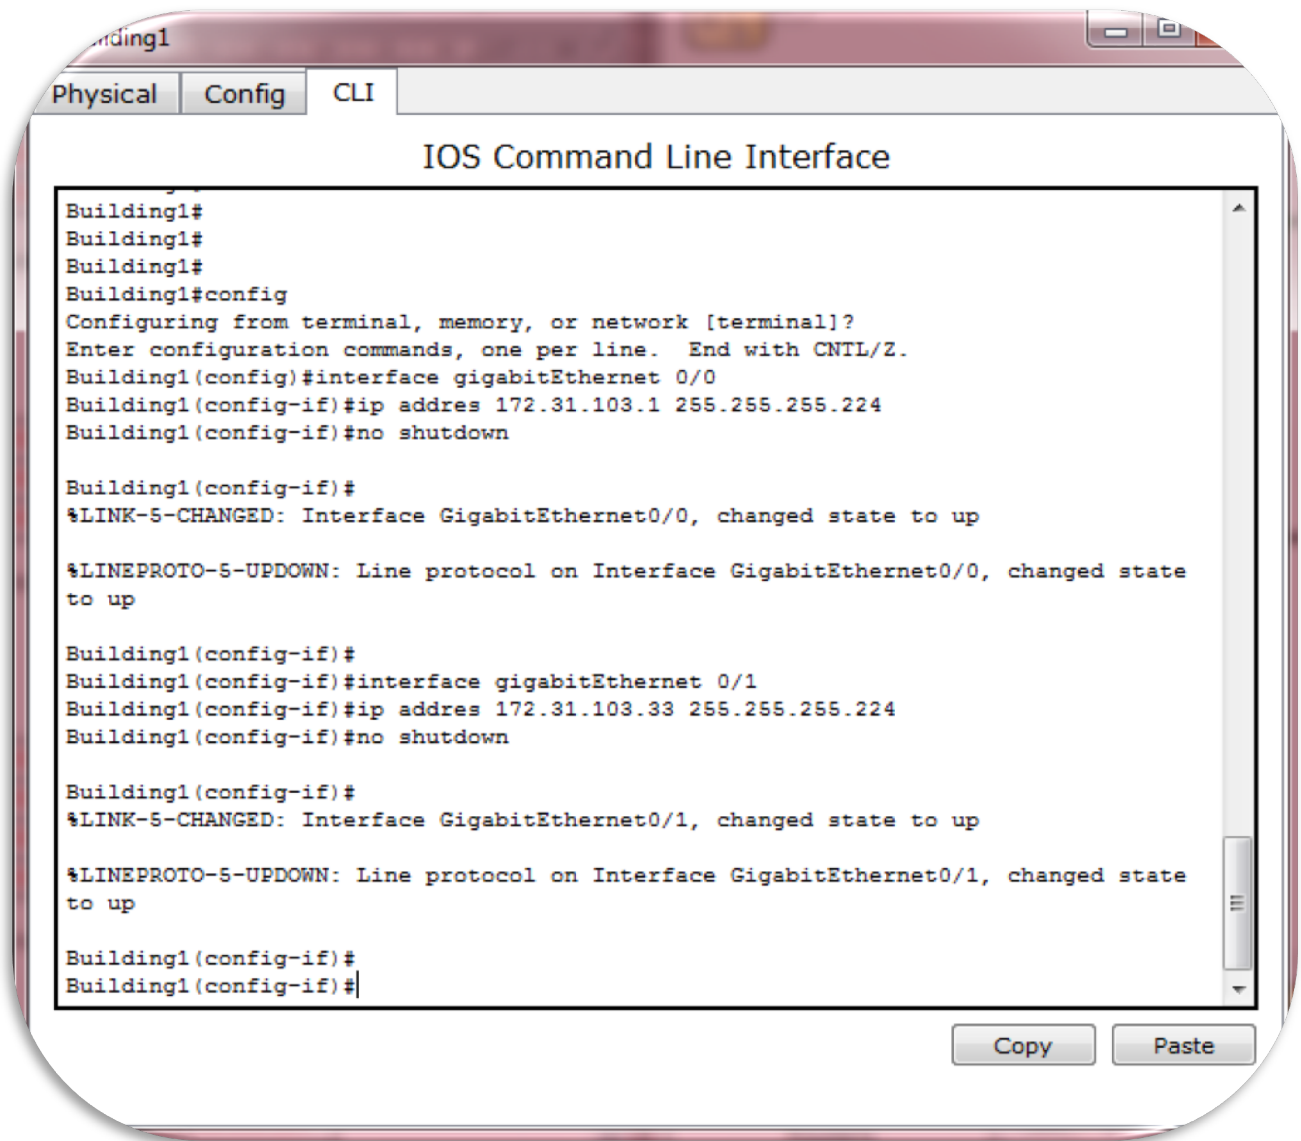 Physical Config CLI
IOS Command Line Interface
Building1#
Building1#
Building1#
Building1#config
Configuring from terminal, memory, or network [terminal]?
Enter configuration commands, one per line.  End with CNTL/Z.
Building1(config)#interface gigabitEthernet 0/0
Building1(config-if)#ip addres 172.31.103.1 255.255.255.224
Building1(config-if)#no shutdown
Building1(config-if)#
%LINK-5-CHANGED: Interface GigabitEthernet0/0, changed state to up
%LINEPROTO-5-UPDOWN: Line protocol on Interface GigabitEthernet0/0, changed state
to up
Building1(config-if)#
Building1(config-if)#interface gigabitEthernet 0/1
Building1(config-if)#ip addres 172.31.103.33 255.255.255.224
Building1(config-if)#no shutdown
Building1(config-if)#
%LINK-5-CHANGED: Interface GigabitEthernet0/1, changed state to up
%LINEPROTO-5-UPDOWN: Line protocol on Interface GigabitEthernet0/1, changed state
to up
Building1(config-if)#
Building1(config-if)#
Copy Paste